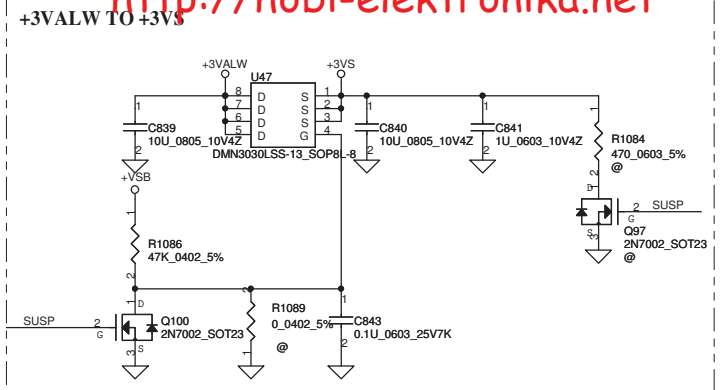 http://hobi-elektronika.net
+3VALW TO +3VS
+3VALW
+3VS
U47
8 D S 1
7 D S 2
6 D S 3
5 D G 4
DMN3030LSS-13_SOP8L-8
1
C839
10U_0805_10V4Z
2
1
C840
10U_0805_10V4Z
2
1
C841
1U_0603_10V4Z
2
1
R1084
470_0603_5%
@
2
+VSB
1
R1086
47K_0402_5%
2
1
D
2
G
SUSP
S
3
Q97
2N7002_SOT23
@
SUSP
2
G
1
D
Q100
2N7002_SOT23
S
3
2
R1089
0_0402_5%
@
1
1
C843
0.1U_0603_25V7K
2